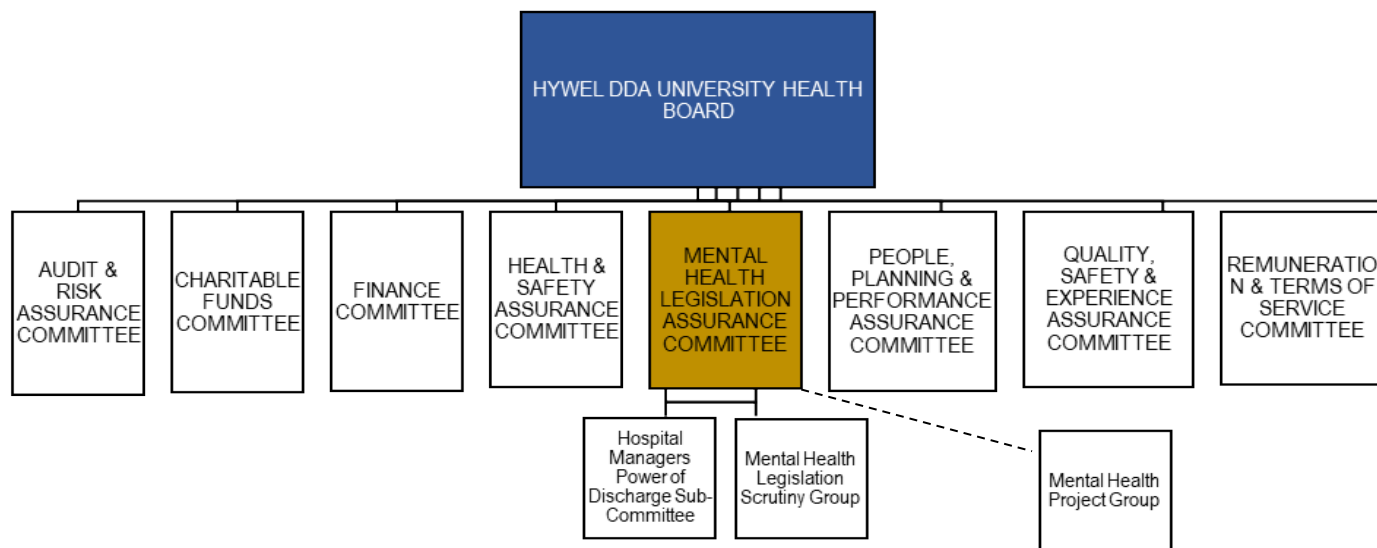 HYWEL DDA UNIVERSITY HEALTH
BOARD
AUDIT &
RISK
ASSURANCE
COMMITTEE
CHARITABLE
FUNDS
COMMITTEE
FINANCE
COMMITTEE
HEALTH &
SAFETY
ASSURANCE
COMMITTEE
MENTAL
HEALTH
LEGISLATION
ASSURANCE
COMMITTEE
PEOPLE,
PLANNING &
PERFORMANCE
ASSURANCE
COMMITTEE
QUALITY,
SAFETY &
EXPERIENCE
ASSURANCE
COMMITTEE
REMUNERATIO
N & TERMS OF
SERVICE
COMMITTEE
Hospital
Managers
Power of
Discharge Sub-
Committee
Mental Health
Legislation
Scrutiny Group
Mental Health
Project Group